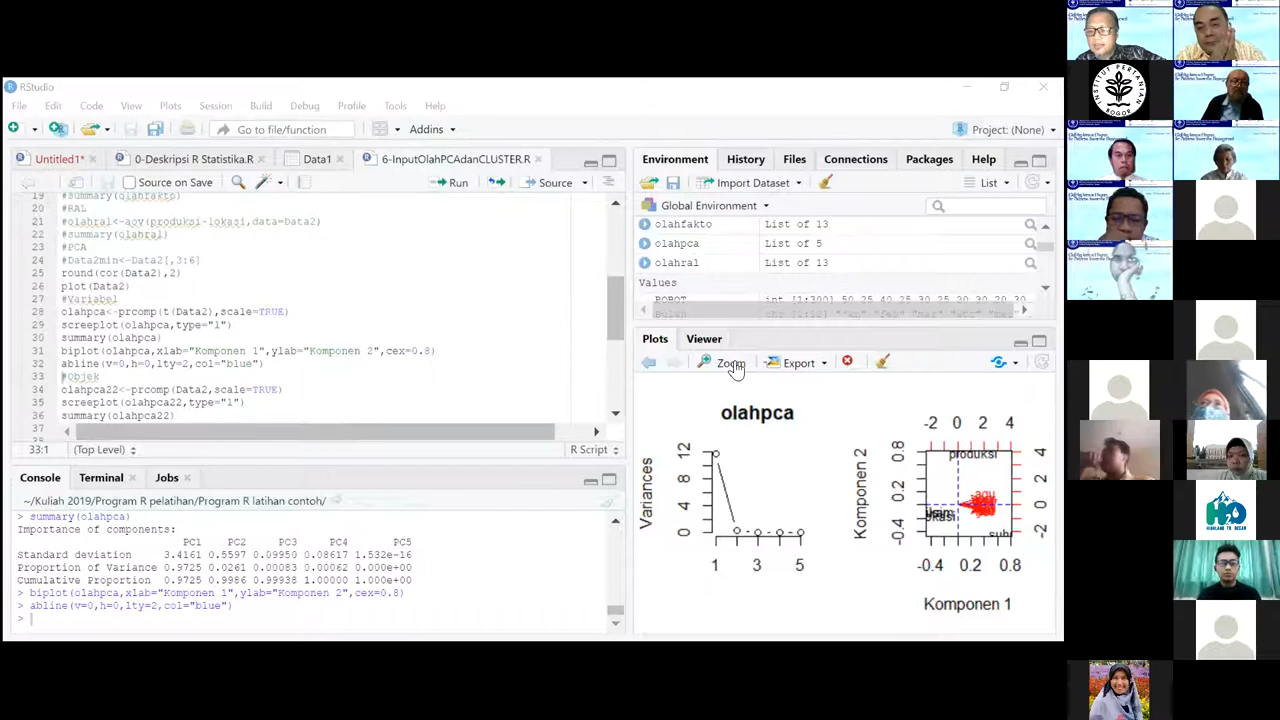 RStudio
File Edit Code View Plots Session Build Debug Profile Tools Help
Go to file/function Addins Project: (None)
Untitled1* 0-Deskripsi R Statistika.R Data1 6-InputOlahPCAdanCLUSTER.R
Source on Save Run Source
20 #RAL
21 #olahral<-aov(produksi~lokasi,data=Data2)
22 #summary(olahral)
23 #PCA
24 #Data2min<-Data2[,3:6]
25 round(cor(Data2),2)
26 plot(Data2)
27 #Variabel
28 olahpca<-prcomp(t(Data2),scale=TRUE)
29 screeplot(olahpca,type="l")
30 summary(olahpca)
31 biplot(olahpca,xlab="Komponen 1",ylab="Komponen 2",cex=0.8)
32 abline(v=0,h=0,lty=2,col="blue")
33 #Objek
34 olahpca22<-prcomp(Data2,scale=TRUE)
35 screeplot(olahpca22,type="l")
36 summary(olahpca22)
37
33:1 (Top Level) R Script
Console Terminal Jobs
~/Kuliah 2019/Program R pelatihan/Program R latihan contoh/
> summary(olahpca)
Importance of components:
PC1 PC2 PC3 PC4 PC5
Standard deviation 3.4161 0.5597 0.09950 0.08617 1.532e-16
Proportion of Variance 0.9725 0.0261 0.00083 0.00062 0.000e+00
Cumulative Proportion 0.9725 0.9986 0.99938 1.00000 1.000e+00
> biplot(olahpca,xlab="Komponen 1",ylab="Komponen 2",cex=0.8)
> abline(v=0,h=0,lty=2,col="blue")
>
Environment History Files Connections Packages Help
Import Dataset List
Global Environment
olahfakto List of 13
olahpca List of 5
olahral List of 13
Values
Plots Viewer
Zoom Export
olahpca
Variances
0 4 8 12
1 3 5
-2 0 2 4
Komponen 2
-0.4 0.2 0.8
produksi
agu
-2 0 2 4
-0.4 0.2 0.8
Komponen 1
INSTITUT PERTANIAN BOGOR
H2O
HIGHLAND TO OCEAN